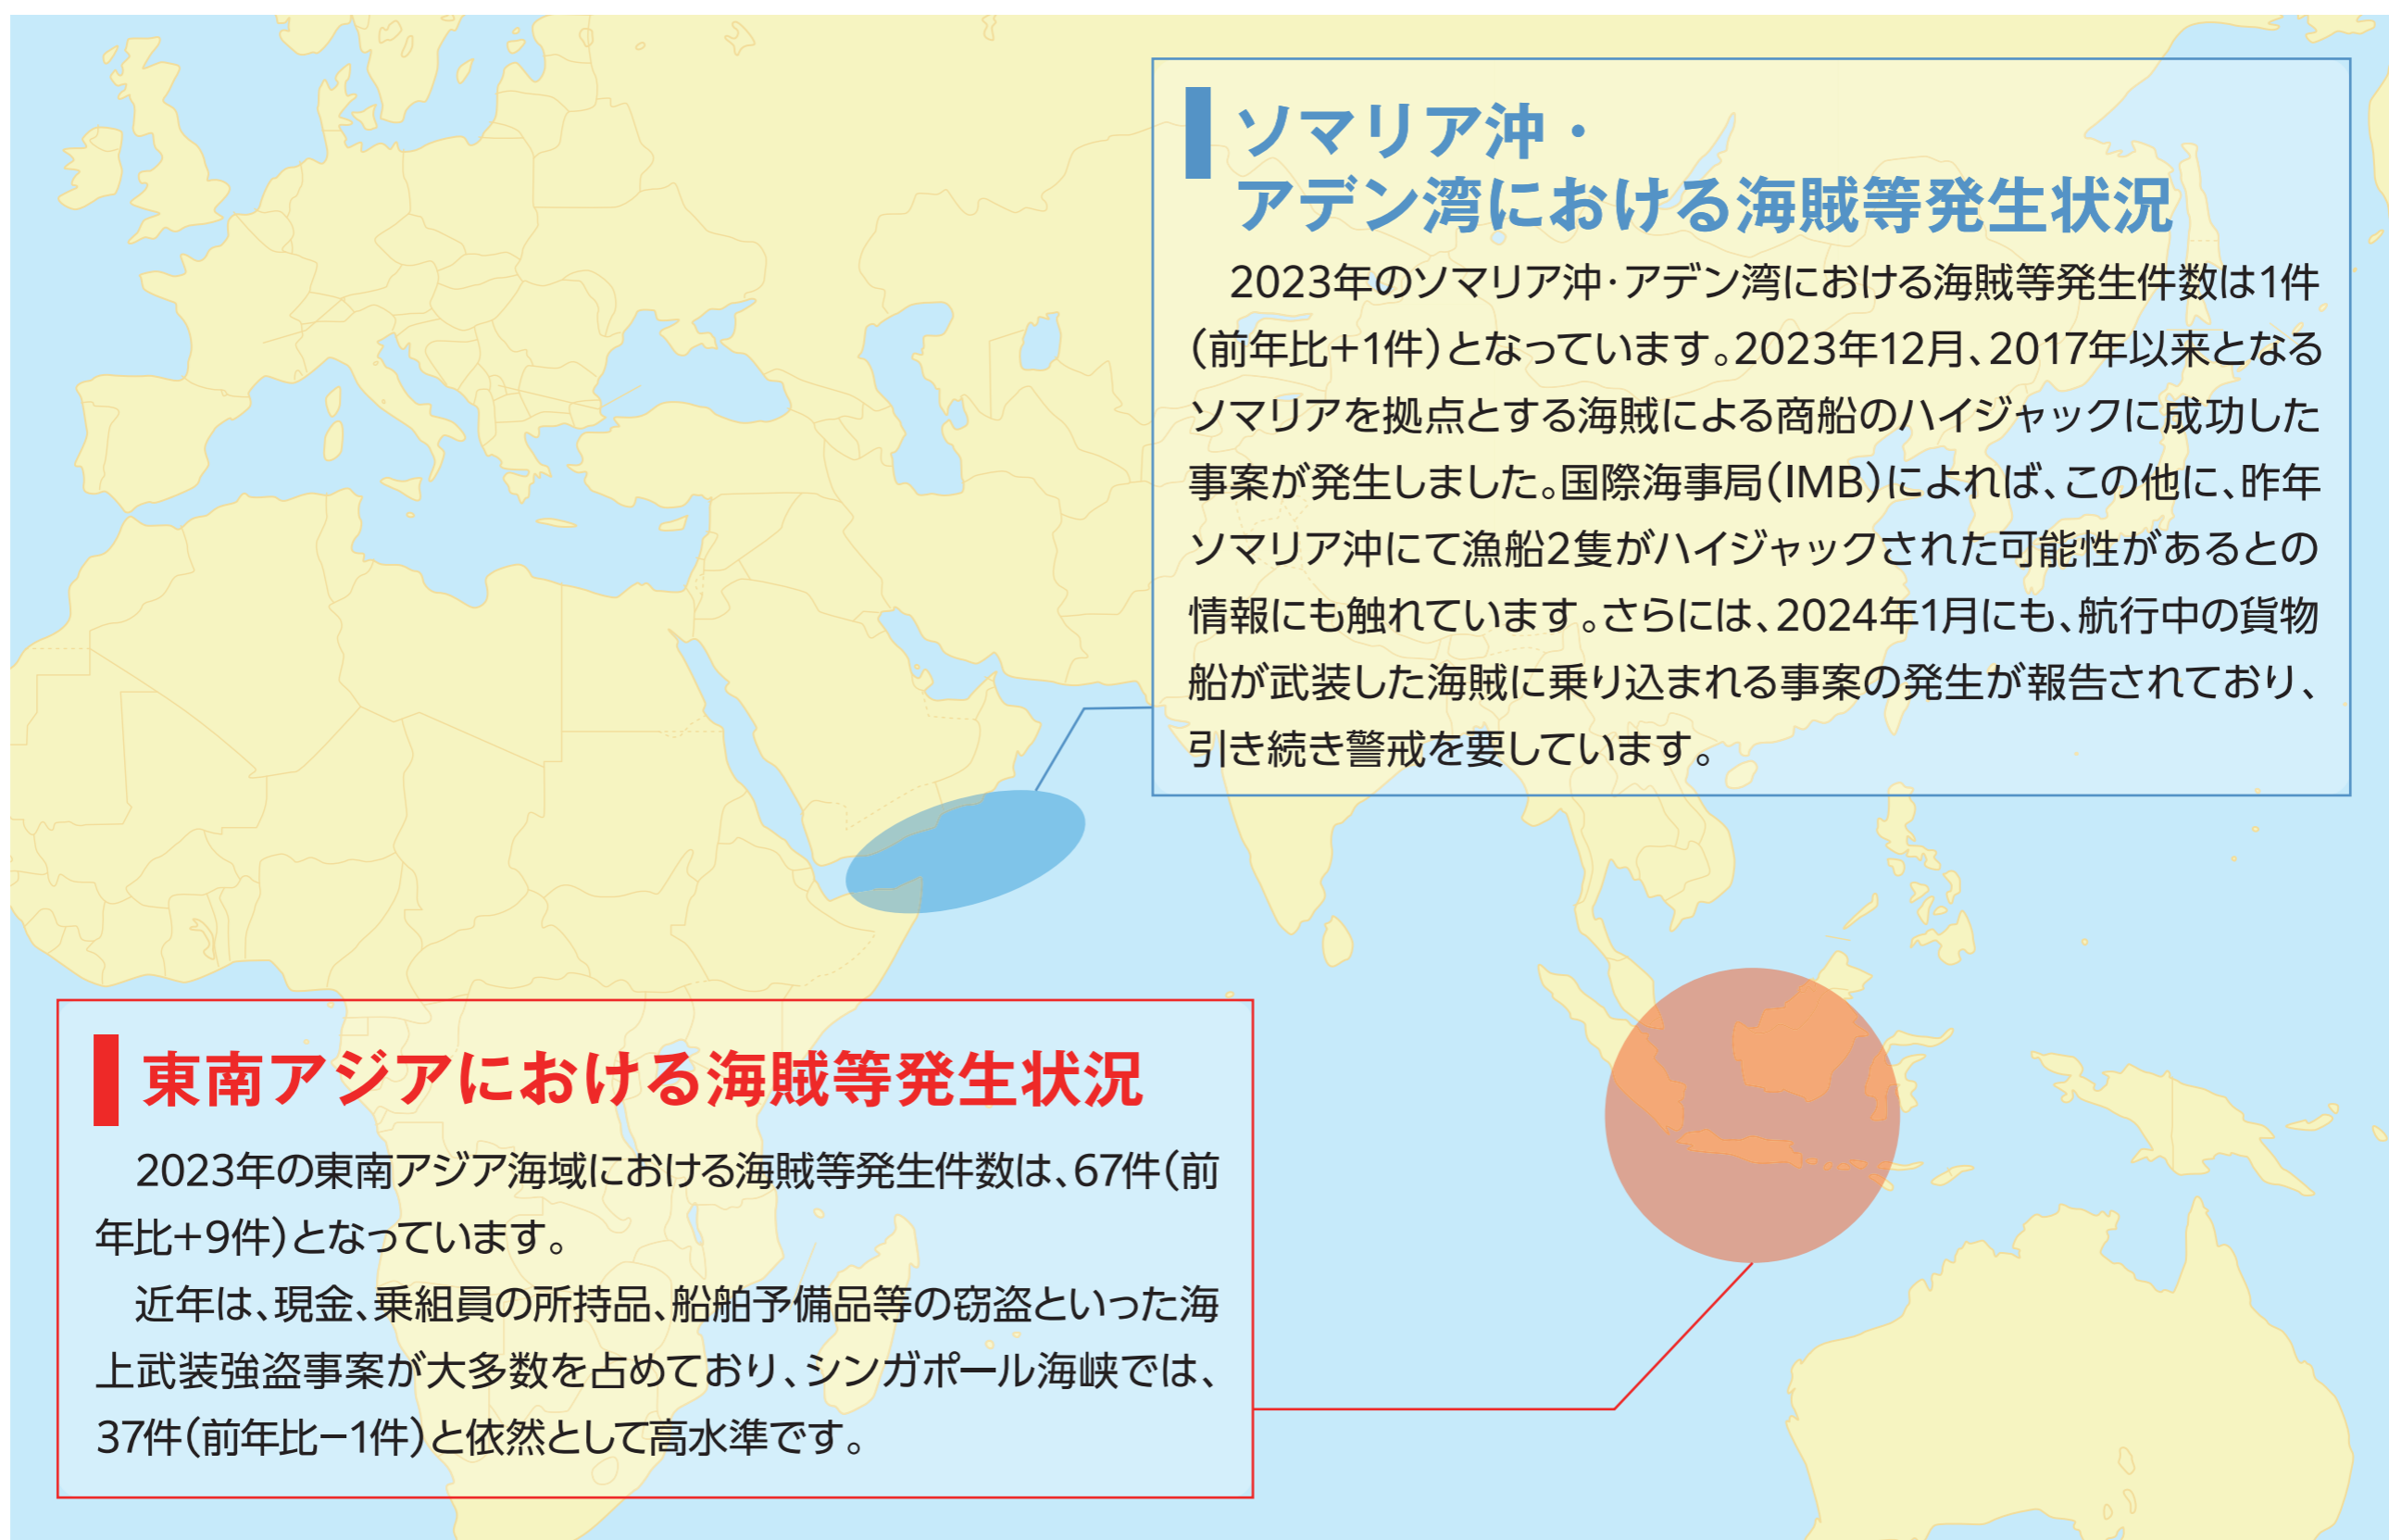 ソマリア沖・
アデン湾における海賊等発生状況
2023年のソマリア沖・アデン湾における海賊等発生件数は1件
（前年比+1件）となっています。2023年12月、2017年以来となる
ソマリアを拠点とする海賊による商船のハイジャックに成功した
事案が発生しました。国際海事局（IMB）によれば、この他に、昨年
ソマリア沖にて漁船2隻がハイジャックされた可能性があるとの
情報にも触れています。さらには、2024年1月にも、航行中の貨物
船が武装した海賊に乗り込まれる事案の発生が報告されており、
引き続き警戒を要しています。
東南アジアにおける海賊等発生状況
2023年の東南アジア海域における海賊等発生件数は、67件（前
年比+9件）となっています。
近年は、現金、乗組員の所持品、船舶予備品等の窃盗といった海
上武装強盗事案が大多数を占めており、シンガポール海峡では、
37件（前年比−1件）と依然として高水準です。